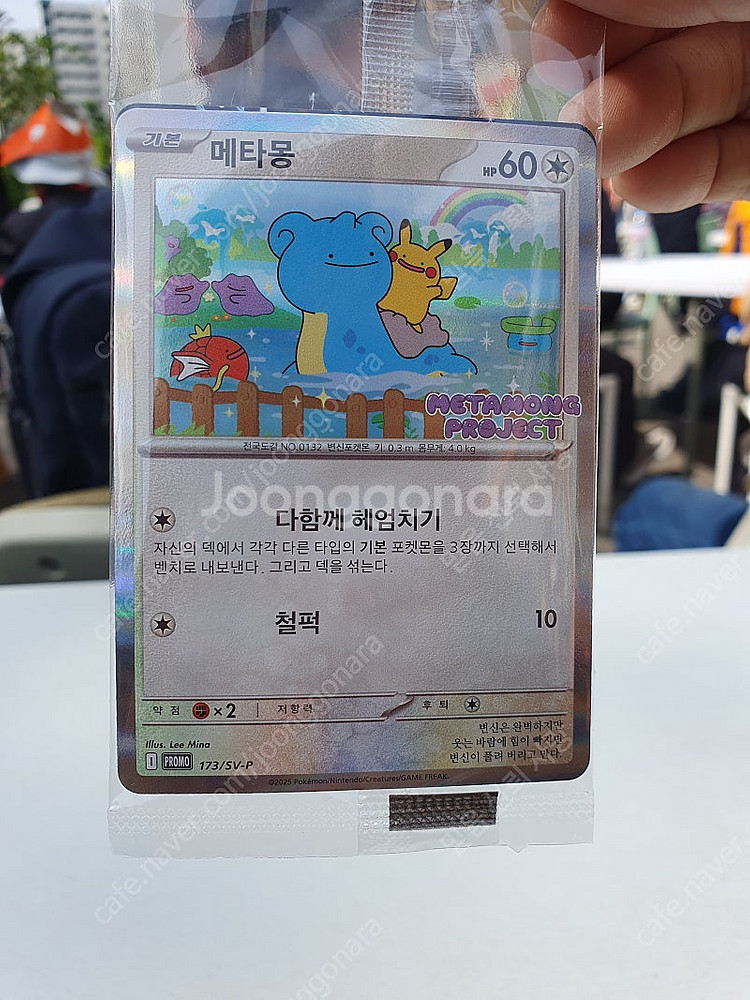 기본 메타몽 HP60
METAMONG
PROJECT
전국도감 NO.0132 변신포켓몬 키: 0.3 m 몸무게: 4.0 kg
Joonggonara
다함께 헤엄치기
자신의 덱에서 각각 다른 타입의 기본 포켓몬을 3장까지 선택해서
벤치로 내보낸다. 그리고 덱을 섞는다.
철퍽 10
약점 ×2 저항력 후퇴
변신은 완벽하지만
웃는 바람에 힘이 빠지면
변신이 풀려 버리고 만다.
Illus. Lee Mina
I PROMO 173/SV-P
©2025 Pokémon/Nintendo/Creatures/GAME FREAK.
cafe.naver.com/joonggonara